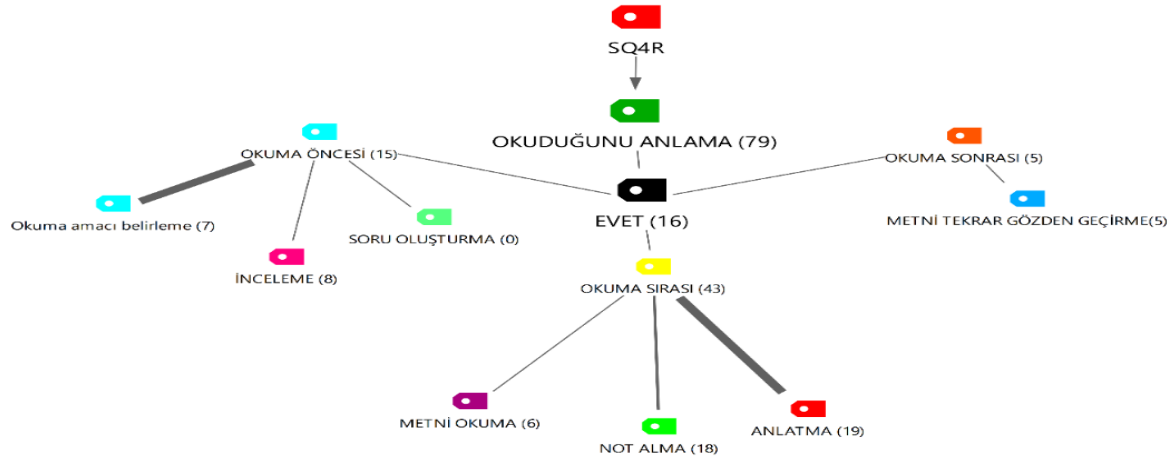 SQ4R
OKUDUĞUNU ANLAMA (79)
OKUMA ÖNCESİ (15)
OKUMA SONRASI (5)
Okuma amacı belirleme (7)
SORU OLUŞTURMA (0)
EVET (16)
METNİ TEKRAR GÖZDEN GEÇİRME(5)
İNCELEME (8)
OKUMA SIRASI (43)
METNİ OKUMA (6)
NOT ALMA (18)
ANLATMA (19)